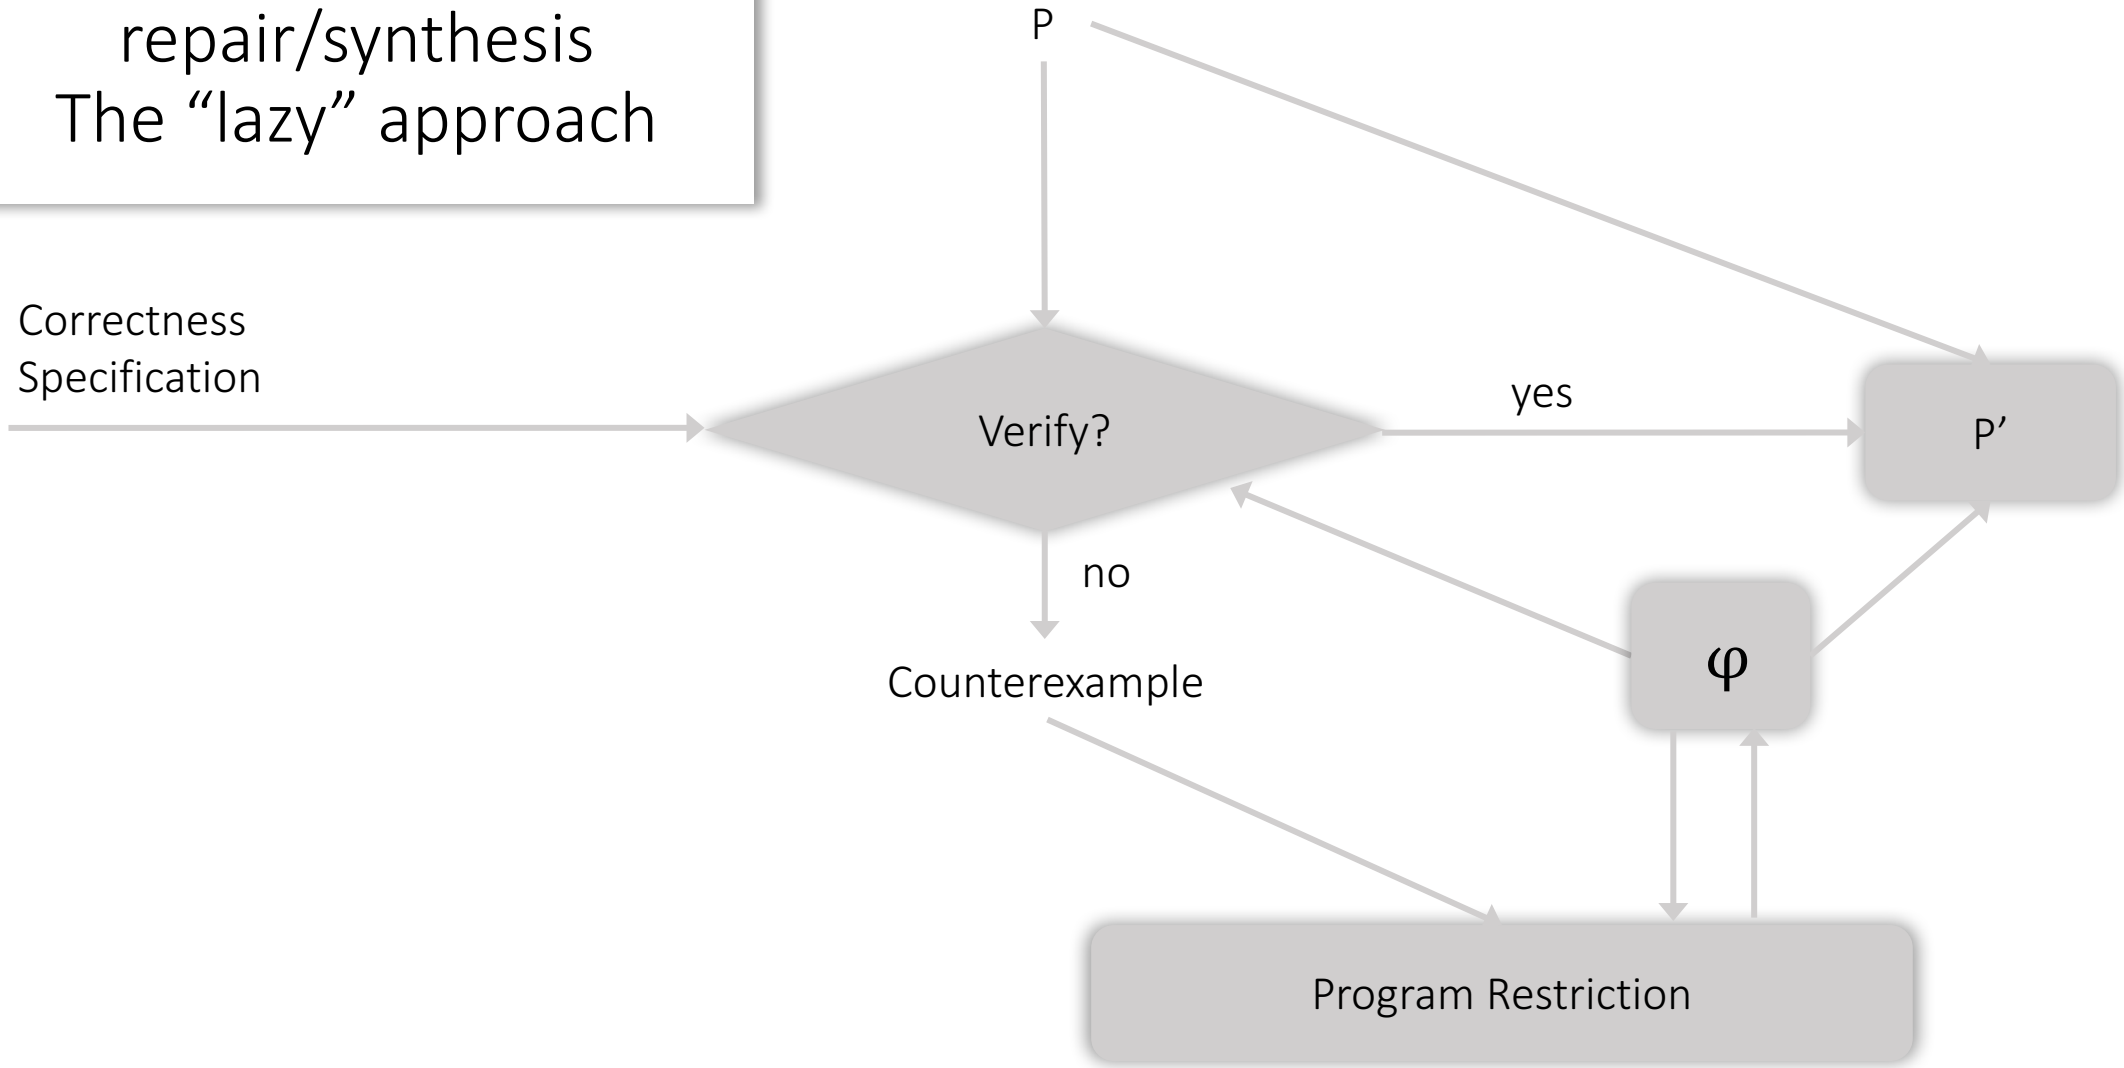 repair/synthesis
The “lazy” approach
P
Correctness
Specification
Verify?
yes
P’
no
Counterexample
φ
Program Restriction